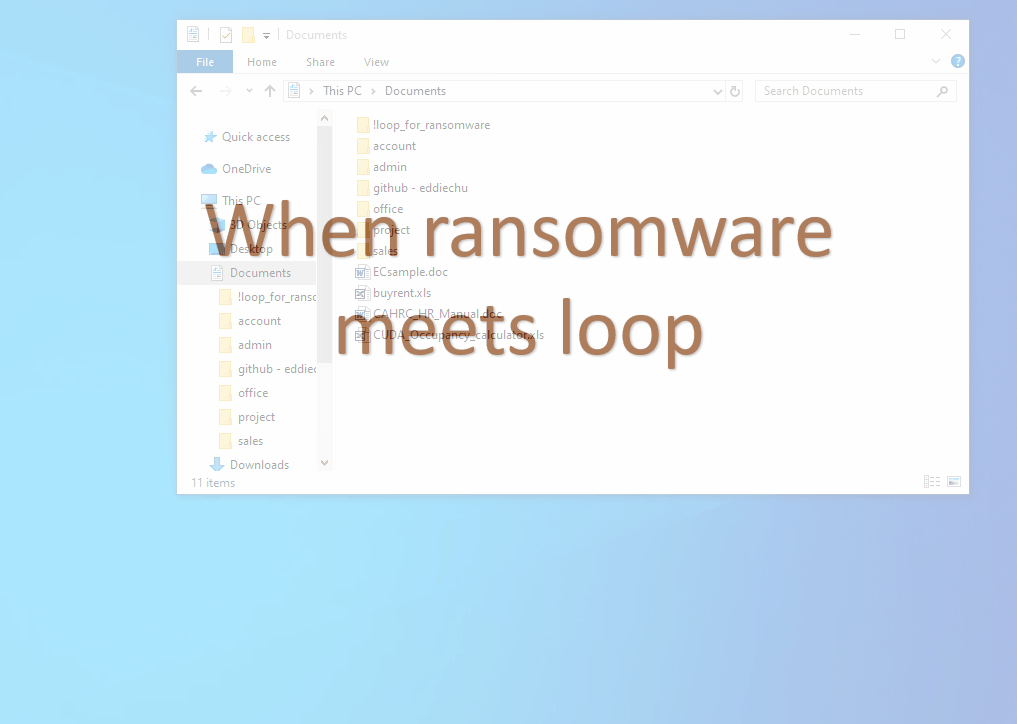 Documents
File Home Share View
This PC Documents Search Documents
Quick access
OneDrive
This PC
3D Objects
Desktop
Documents
!loop_for_ranso
account
admin
github - eddiec
office
project
sales
Downloads
!loop_for_ransomware
account
admin
github - eddiechu
office
project
sales
ECsample.doc
buyrent.xls
CAHRC_HR_Manual.doc
CUDA_Occupancy_calculator.xls
When ransomware
meets loop
11 items